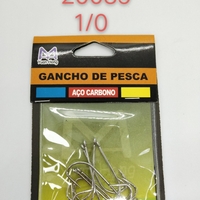 1/0
GANCHO DE PESCA
AÇO CARBONO